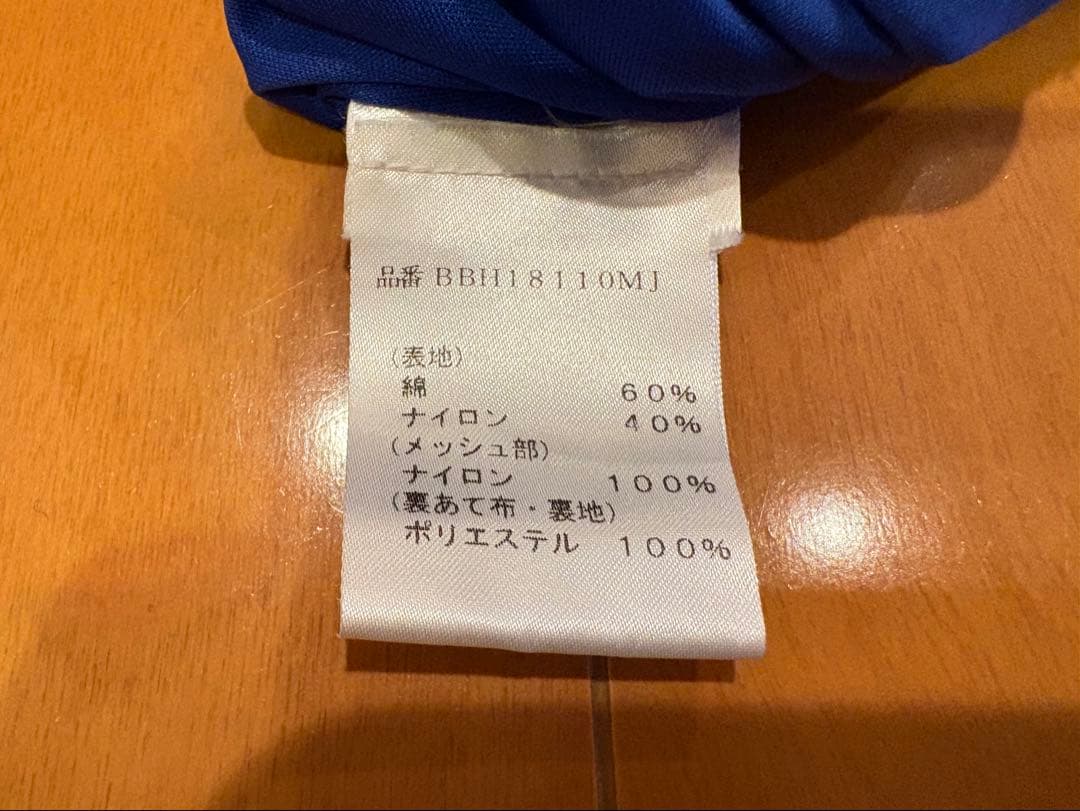 品番 BBH18110MJ
(表地)
綿 60%
ナイロン 40%
(メッシュ部)
ナイロン 100%
(裏あて布・裏地)
ポリエステル 100%